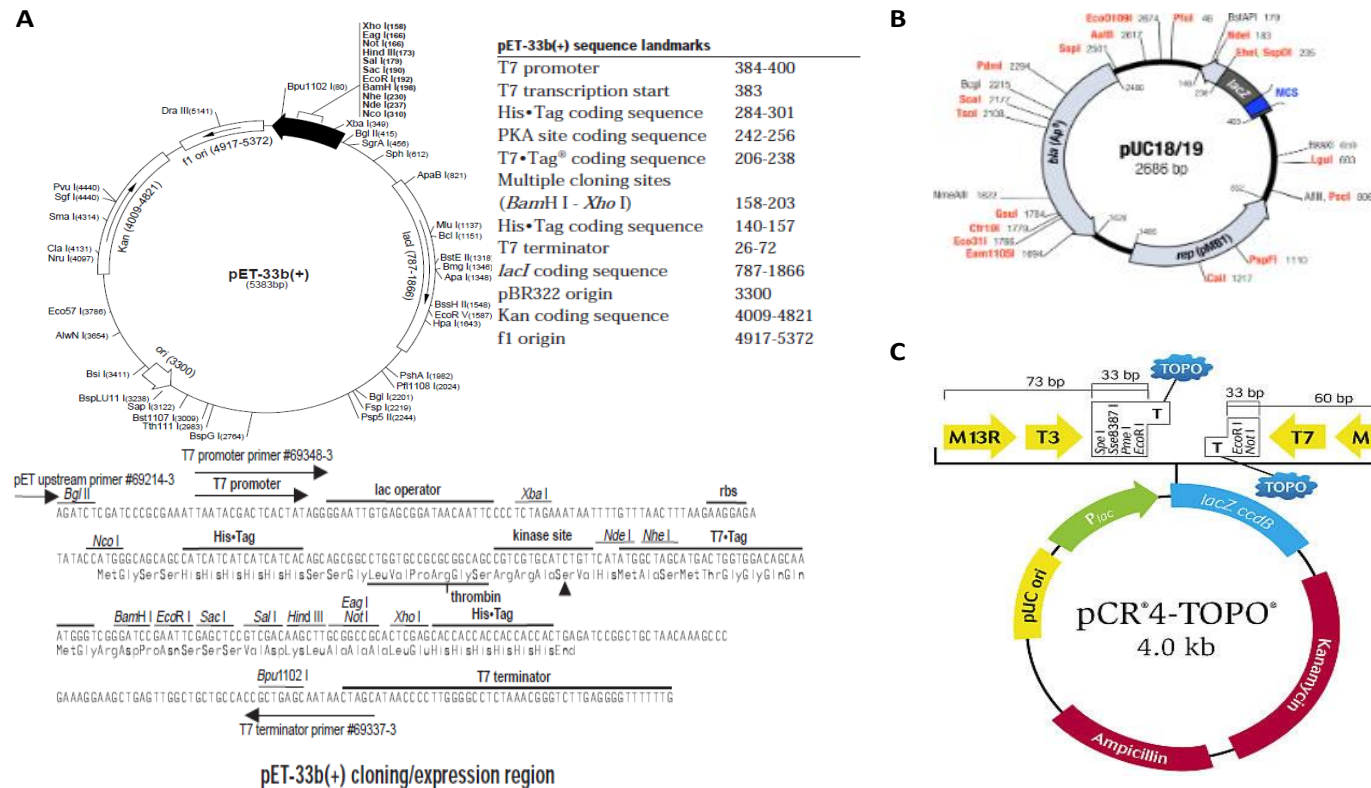 A
Xho I(158)
Eag I(166)
Not I(166)
Hind III(173)
Sal I(179)
Sac I(190)
EcoR I(192)
BamH I(198)
Nhe I(230)
Nde I(237)
Nco I(310)
Bpu1102 I(80)
Dra III(5141)
Xba I(349)
Bgl II(415)
SgrA I(456)
Sph I(612)
ApaB I(821)
Mlu I(1137)
Bcl I(1151)
BstE II(1318)
Bmg I(1346)
Apa I(1348)
BssH II(1548)
EcoR V(1587)
Hpa I(1643)
PshA I(1982)
Pfl1108 I(2024)
Bgl I(2201)
Fsp I(2219)
Psp5 II(2244)
BspG I(2764)
Tth111 I(2983)
Bst1107 I(3009)
Sap I(3122)
BspLU11 I(3238)
Bsi I(3411)
AlwN I(3654)
Eco57 I(3786)
Nru I(4097)
Cla I(4131)
Sma I(4314)
Sgf I(4440)
Pvu I(4440)
f1 ori (4917-5372)
Kan (4009-4821)
lacI (787-1866)
ori (3300)
pET-33b(+)
(5383bp)
pET-33b(+) sequence landmarks
T7 promoter 384-400
T7 transcription start 383
His•Tag coding sequence 284-301
PKA site coding sequence 242-256
T7•Tag® coding sequence 206-238
Multiple cloning sites
(BamH I - Xho I) 158-203
His•Tag coding sequence 140-157
T7 terminator 26-72
lacI coding sequence 787-1866
pBR322 origin 3300
Kan coding sequence 4009-4821
f1 origin 4917-5372
pET upstream primer #69214-3
T7 promoter primer #69348-3
Bgl II T7 promoter lac operator Xba I rbs
AGATCTCGATCCCGCGAAATTAATACGACTCACTATAGGGGAATTGTGAGCGGATAACAATTCCCCTCTAGAAATAATTTTGTTTAACTTTAAGAAGGAGA
Nco I His•Tag kinase site Nde I Nhe I T7•Tag
TATACCATGGGCAGCAGCCATCATCATCATCATCACAGCAGCGGCCTGGTGCCGCGCGGCAGCCGTCGTGCATCTGTTCATATGGCTAGCATGACTGGTGGACAGCAA
MetGlySerSerHisHisHisHisHisHisSerSerGlyLeuValProArgGlySerArgArgAlaSerValHisMetAlaSerMetThrGlyGlyGlnGln
thrombin
BamH I EcoR I Sac I Sal I Hind III Eag I Not I Xho I His•Tag
ATGGGTCGGGATCCGAATTCGAGCTCCGTCGACAAGCTTGCGGCCGCACTCGAGCACCACCACCACCACCACTGAGATCCGGCTGCTAACAAAGCCC
MetGlyArgAspProAsnSerSerSerValAspLysLeuAlaAlaAlaLeuGluHisHisHisHisHisHisEnd
Bpu1102 I T7 terminator
GAAAGGAAGCTGAGTTGGCTGCTGCCACCGCTGAGCAATAACTAGCATAACCCCTTGGGGCCTCTAAACGGGTCTTGAGGGGTTTTTTG
T7 terminator primer #69337-3
pET-33b(+) cloning/expression region
B
EcoO109I 2674
PfuI 46
BstAPI 179
NdeI 183
EheI, SspDI 235
AatII 2617
SspI 2501
PdmI 2294
BcgI 2215
ScaI 2177
TsoI 2108
NmeAIII 1822
GsuI 1784
Cfr10I 1779
Eco31I 1766
Eam1105I 1694
CaiI 1217
PspFI 1110
AflIII, PscI 806
LguI 683
2486
1626
1486
lacZ
MCS
bla (ApR)
rep (pMB1)
pUC18/19
2686 bp
C
TOPO
73 bp
33 bp
33 bp
60 bp
M13R
T3
Spe I
Sse8387 I
Pme I
EcoR I
T
T
EcoR I
Not I
T7
M
TOPO
Plac
lacZ ccdB
pUC ori
Kanamycin
Ampicillin
pCR®4-TOPO®
4.0 kb